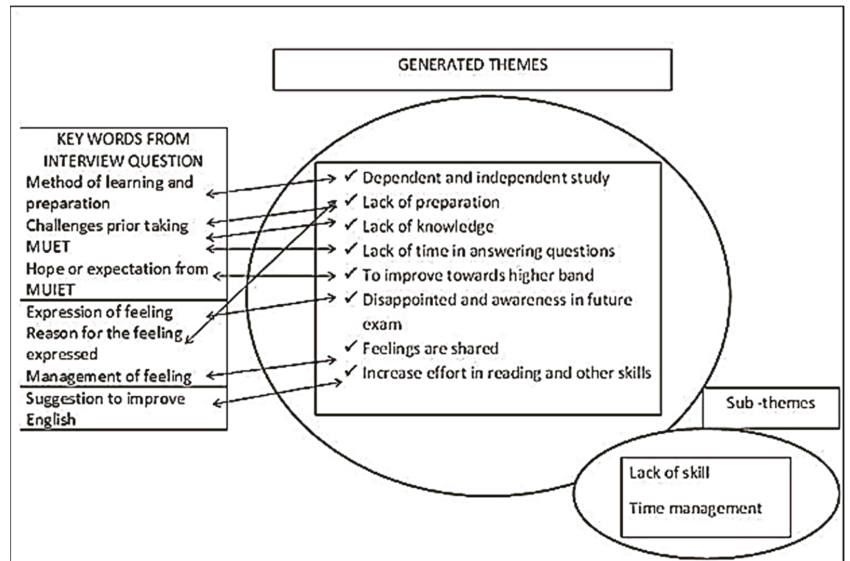 GENERATED THEMES
KEY WORDS FROM
INTERVIEW QUESTION
Method of learning and
preparation
Challenges prior taking
MUET
Hope or expectation from
MUIET
Expression of feeling
Reason for the feeling
expressed
Management of feeling
Suggestion to improve
English
✓ Dependent and independent study
✓ Lack of preparation
✓ Lack of knowledge
✓ Lack of time in answering questions
✓ To improve towards higher band
✓ Disappointed and awareness in future
exam
✓ Feelings are shared
✓ Increase effort in reading and other skills
Sub -themes
Lack of skill
Time management